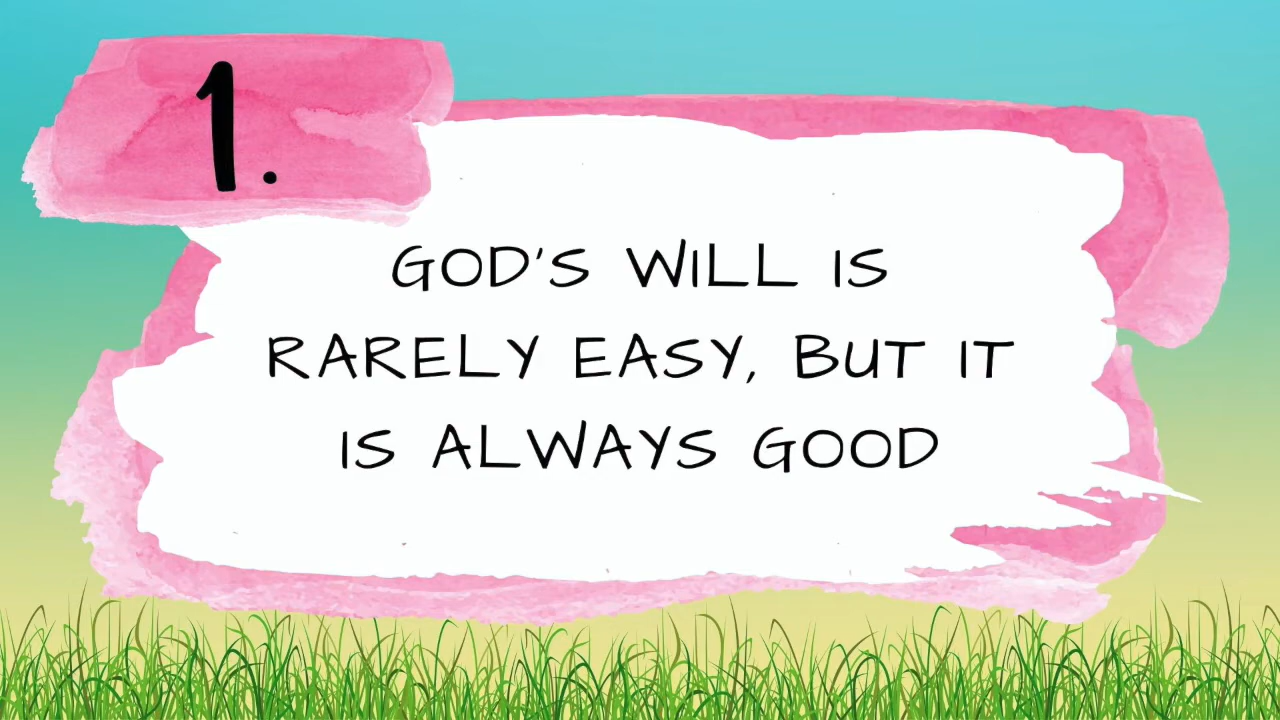 1.
GOD'S WILL IS
RARELY EASY, BUT IT
IS ALWAYS GOOD